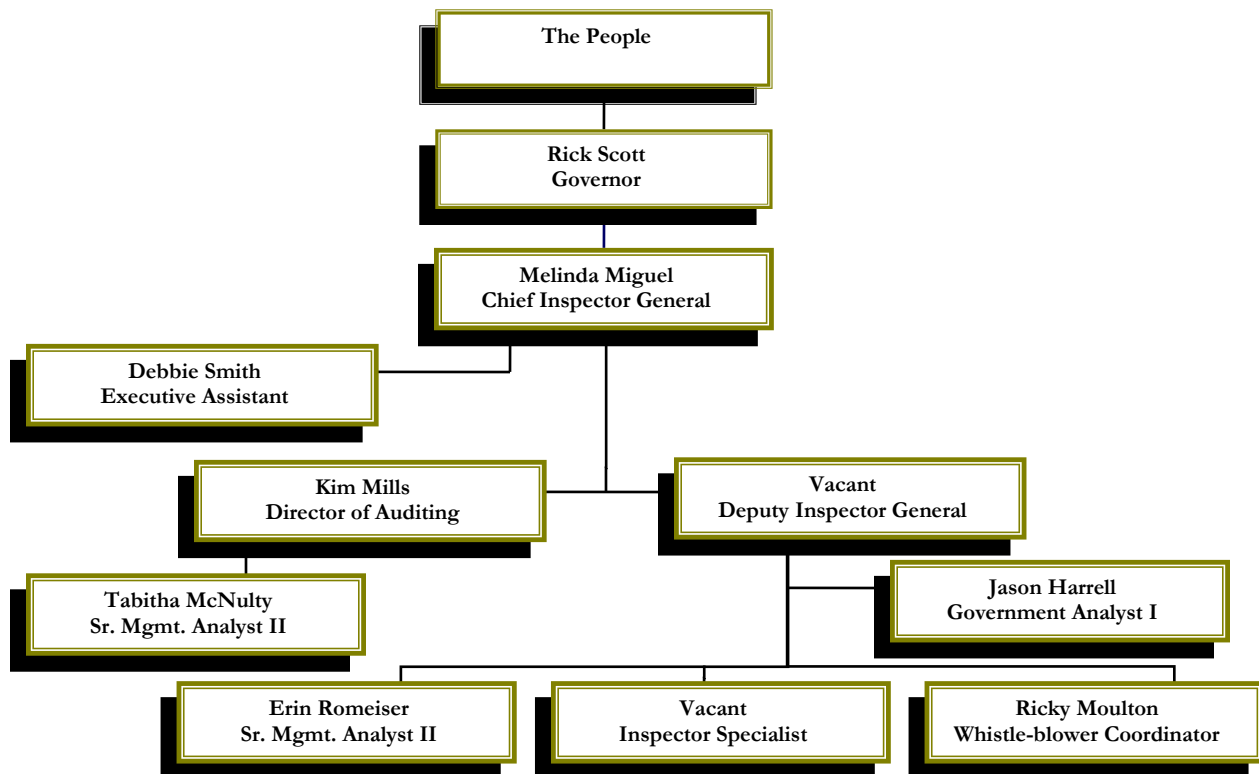 The People
Rick Scott
Governor
Melinda Miguel
Chief Inspector General
Debbie Smith
Executive Assistant
Kim Mills
Director of Auditing
Vacant
Deputy Inspector General
Tabitha McNulty
Sr. Mgmt. Analyst II
Jason Harrell
Government Analyst I
Erin Romeiser
Sr. Mgmt. Analyst II
Vacant
Inspector Specialist
Ricky Moulton
Whistle-blower Coordinator